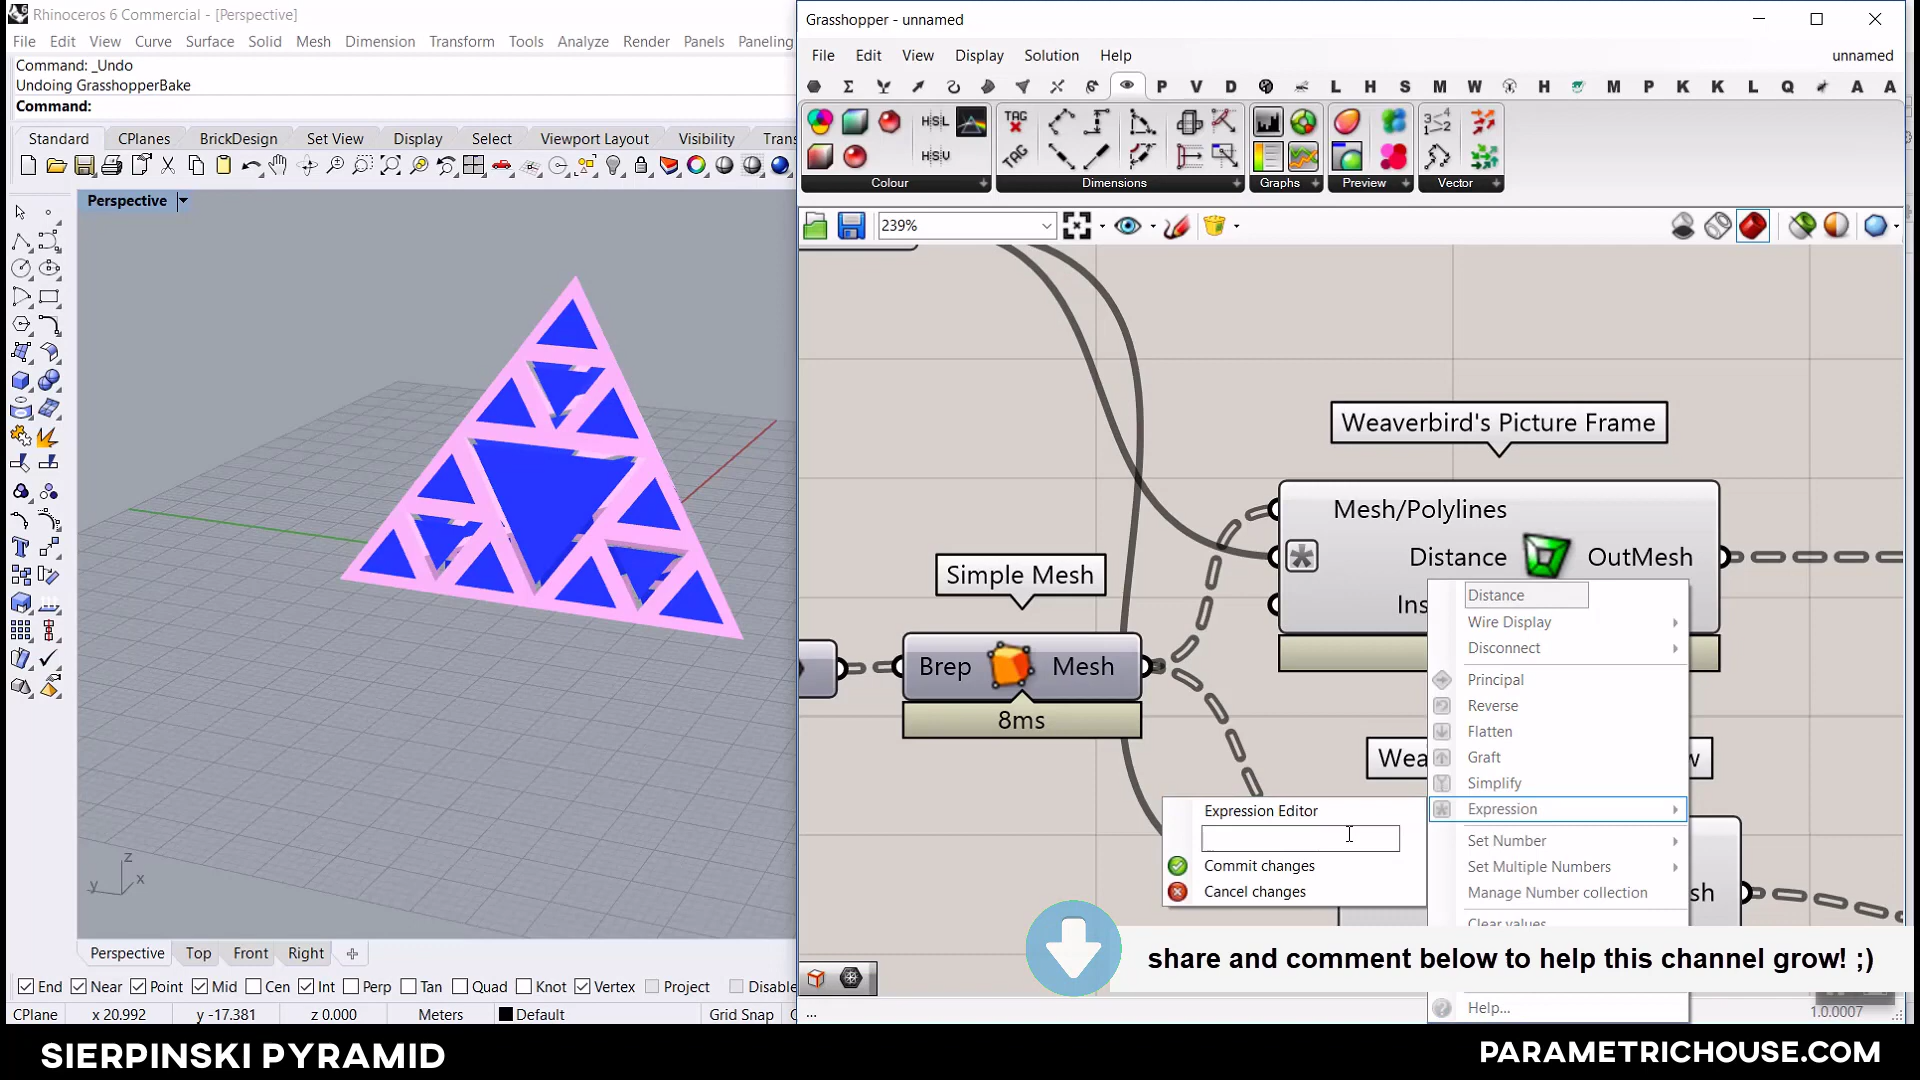 Rhinoceros 6 Commercial - [Perspective]
File Edit View Curve Surface Solid Mesh Dimension Transform Tools Analyze Render Panels Paneling
Command: _Undo
Undoing GrasshopperBake
Command:
Standard CPlanes BrickDesign Set View Display Select Viewport Layout Visibility Trans
Perspective
z
y x
Perspective Top Front Right
End Near Point Mid Cen Int Perp Tan Quad Knot Vertex Project Disable
CPlane x 20.992 y -17.381 z 0.000 Meters Default Grid Snap
Grasshopper - unnamed
File Edit View Display Solution Help unnamed
P V D L H S M W H M P K K L Q A A
HSL TAG
HSV TAG
Colour Dimensions Graphs Preview Vector
239%
Weaverbird's Picture Frame
Mesh/Polylines
Distance OutMesh
Ins
Simple Mesh
Brep Mesh
8ms
Wea w
sh
Distance
Wire Display
Disconnect
Principal
Reverse
Flatten
Graft
Simplify
Expression
Set Number
Set Multiple Numbers
Manage Number collection
Clear values
Help...
Expression Editor
Commit changes
Cancel changes
share and comment below to help this channel grow! ;)
...
1.0.0007
SIERPINSKI PYRAMID
PARAMETRICHOUSE.COM